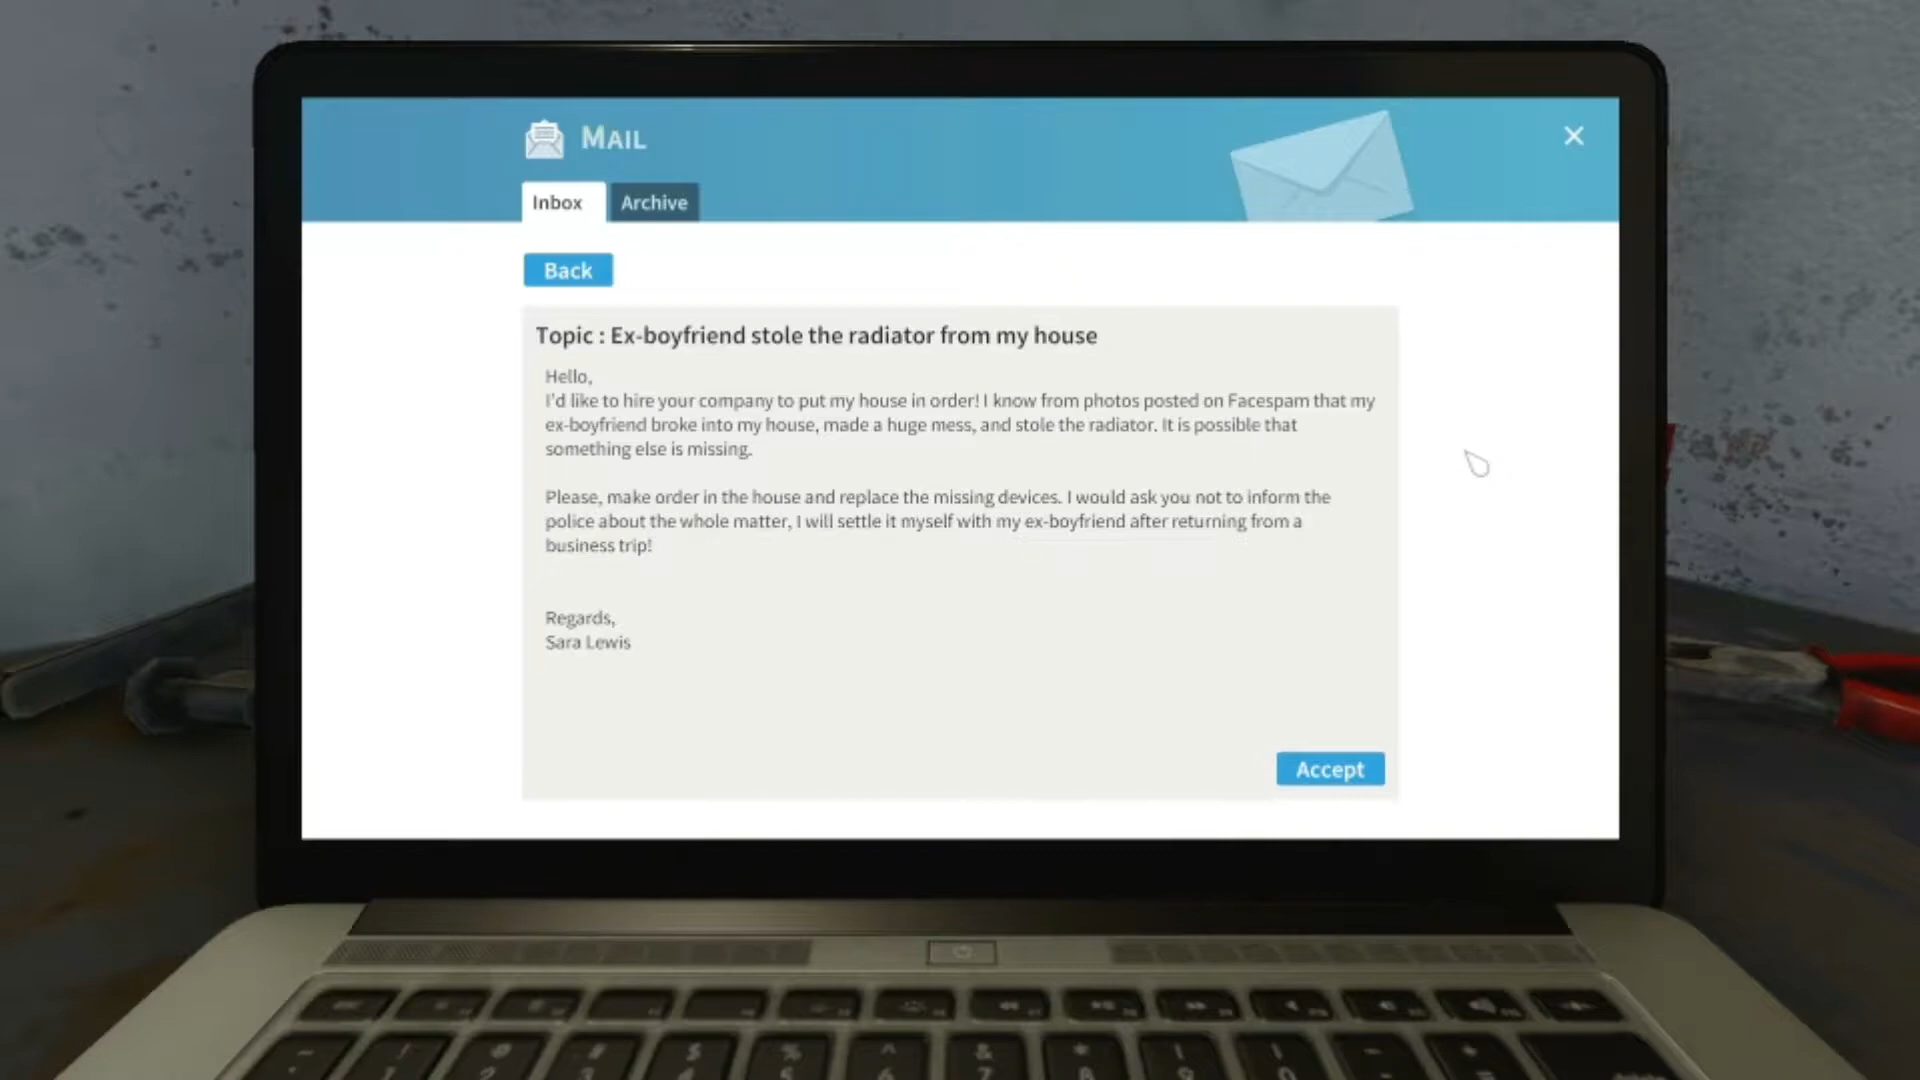 MAIL
Inbox
Archive
Back
Topic : Ex-boyfriend stole the radiator from my house
Hello,
I'd like to hire your company to put my house in order! I know from photos posted on Facespam that my
ex-boyfriend broke into my house, made a huge mess, and stole the radiator. It is possible that
something else is missing.
Please, make order in the house and replace the missing devices. I would ask you not to inform the
police about the whole matter, I will settle it myself with my ex-boyfriend after returning from a
business trip!
Regards,
Sara Lewis
Accept